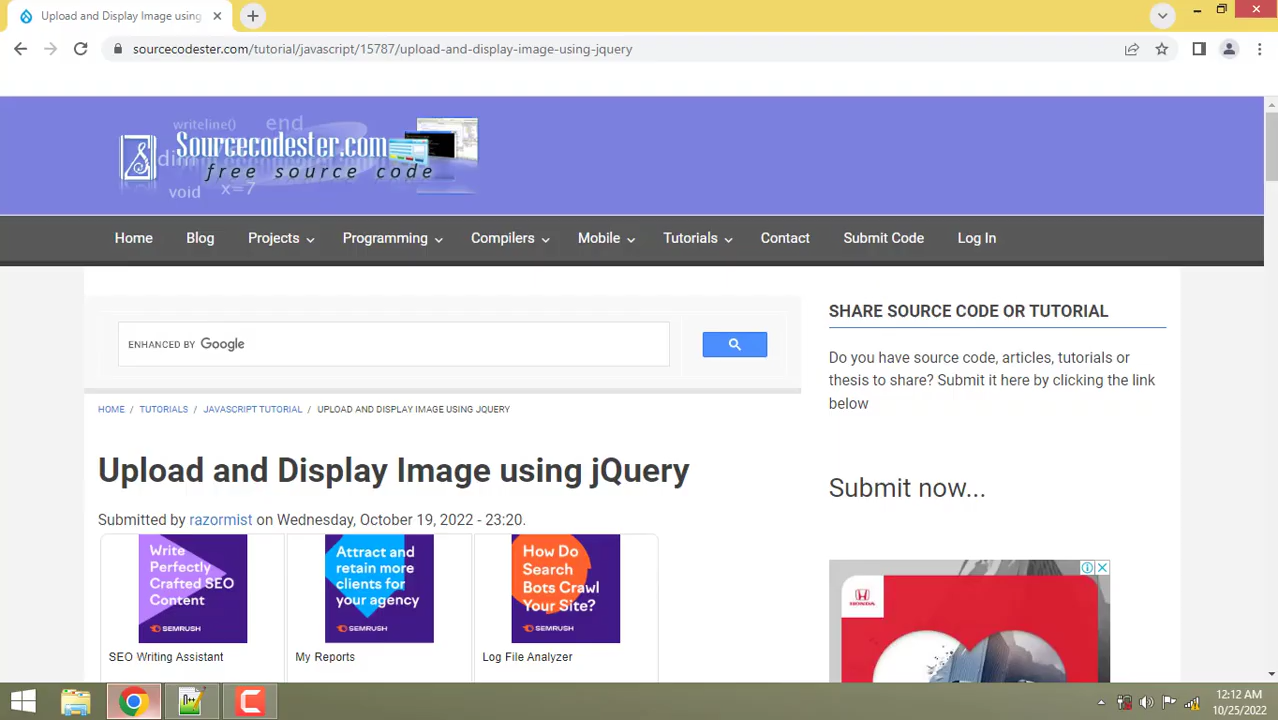 Upload and Display Image using
sourcecodester.com/tutorial/javascript/15787/upload-and-display-image-using-jquery
writeline()
end
Sourcecodester.com
dim
free source code
void
x=7
Home
Blog
Projects
Programming
Compilers
Mobile
Tutorials
Contact
Submit Code
Log In
ENHANCED BY Google
HOME / TUTORIALS / JAVASCRIPT TUTORIAL / UPLOAD AND DISPLAY IMAGE USING JQUERY
Upload and Display Image using jQuery
Submitted by razormist on Wednesday, October 19, 2022 - 23:20.
Write
Perfectly
Crafted SEO
Content
SEMRUSH
SEO Writing Assistant
Attract and
retain more
clients for
your agency
SEMRUSH
My Reports
How Do
Search
Bots Crawl
Your Site?
SEMRUSH
Log File Analyzer
SHARE SOURCE CODE OR TUTORIAL
Do you have source code, articles, tutorials or
thesis to share? Submit it here by clicking the link
below
Submit now...
HONDA
12:12 AM
10/25/2022